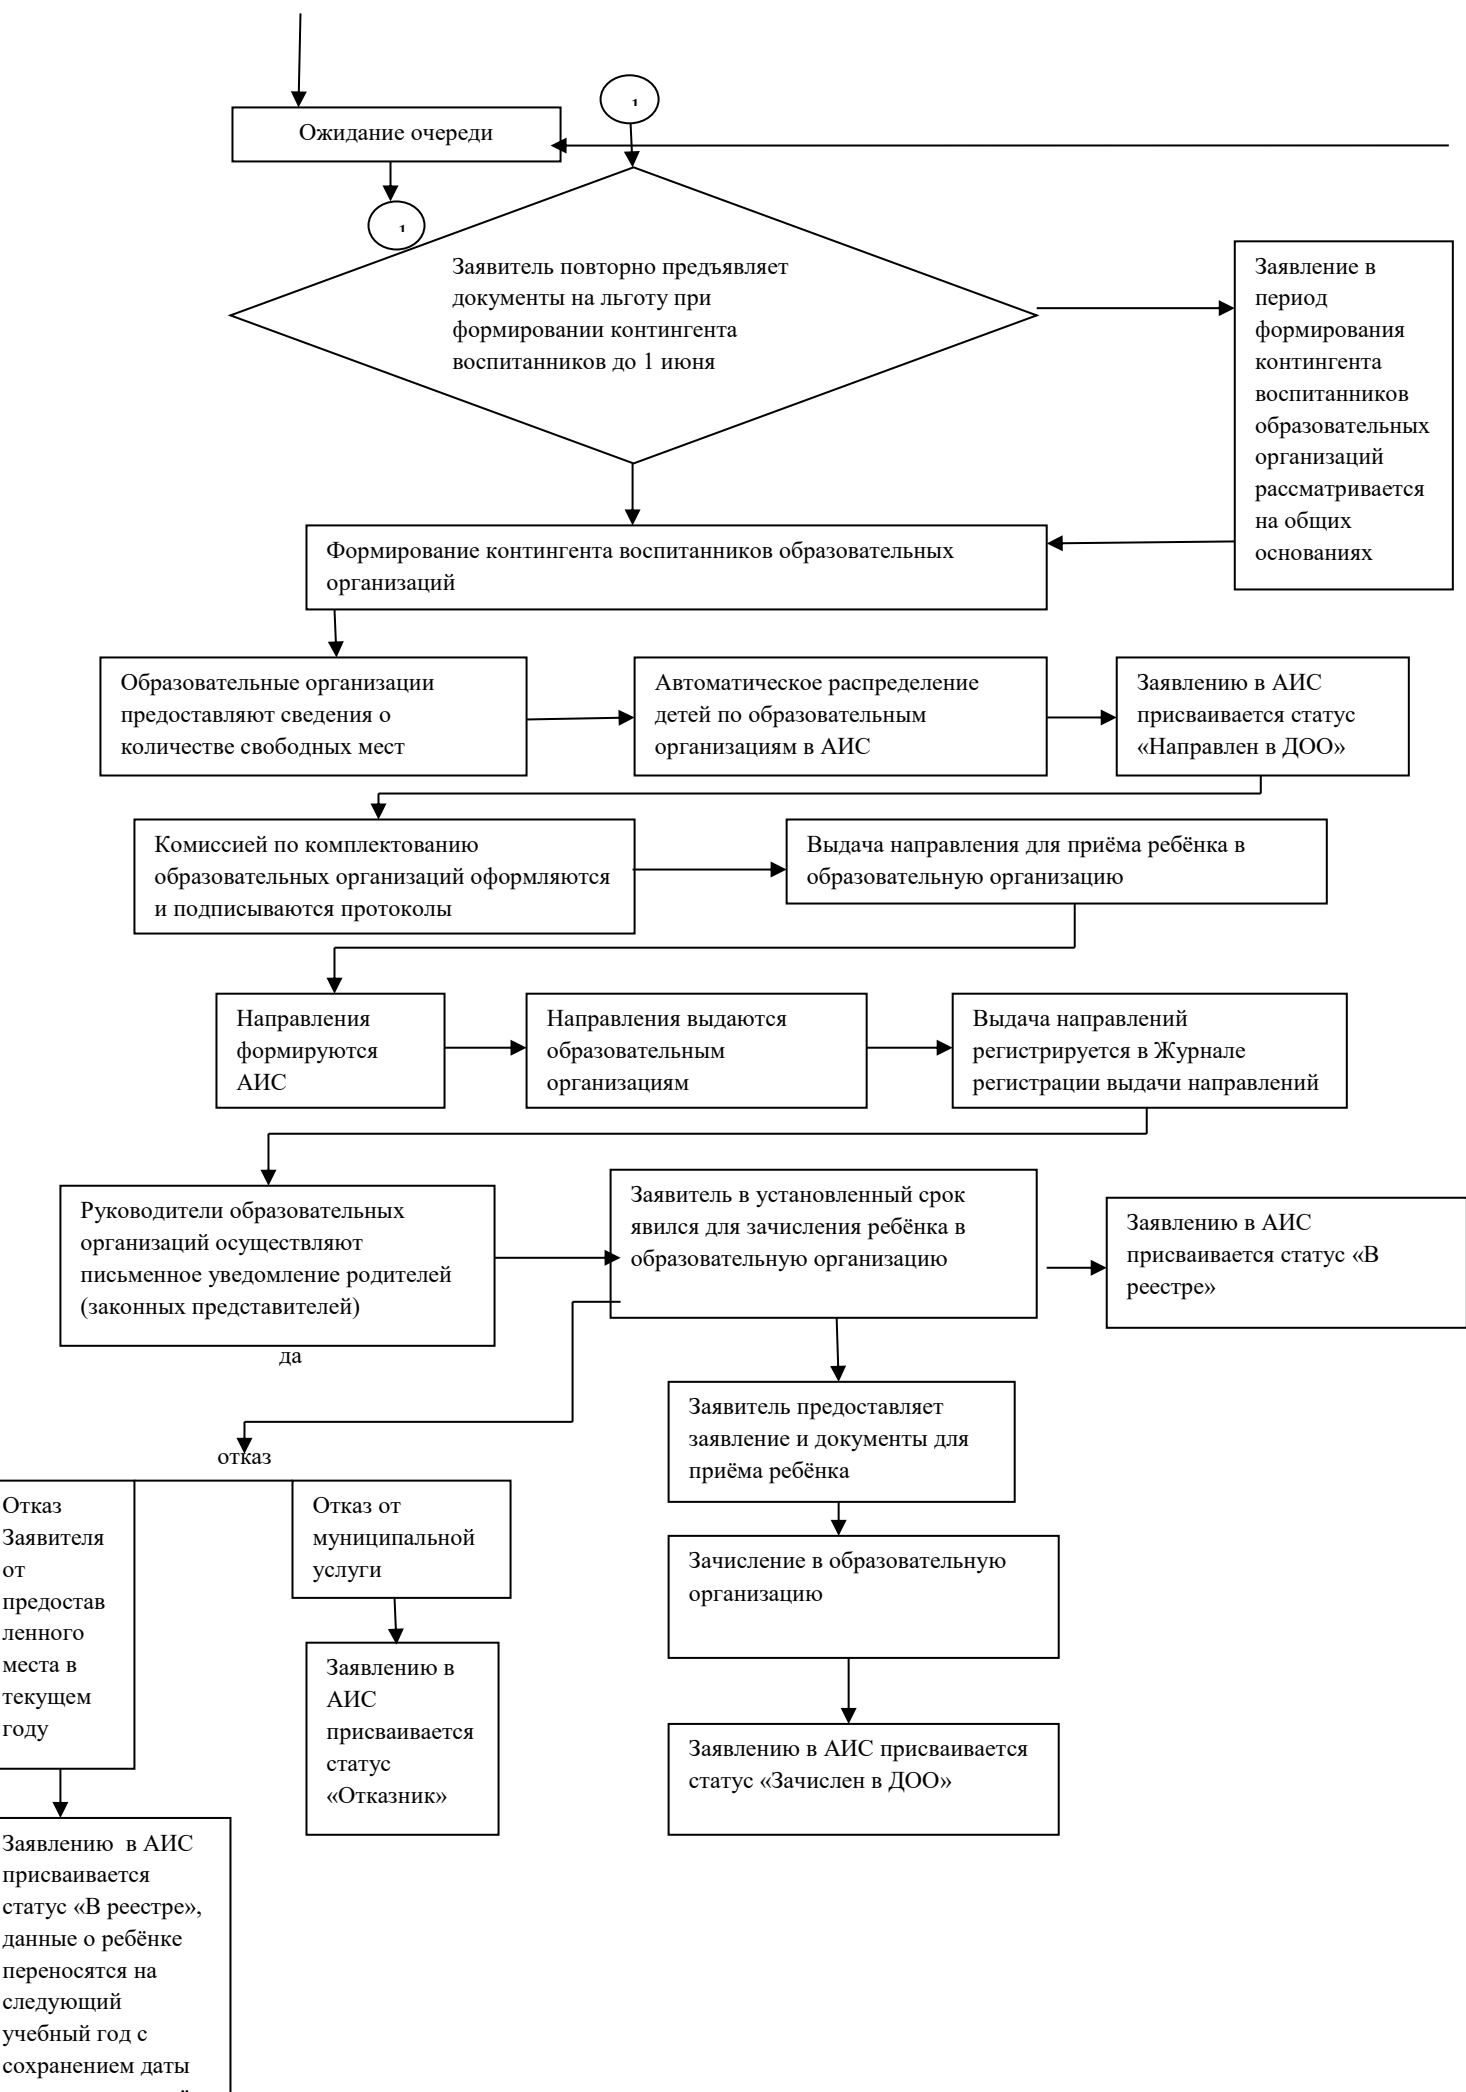 1
Ожидание очереди
1
Заявитель повторно предъявляет
документы на льготу при
формировании контингента
воспитанников до 1 июня
Заявление в
период
формирования
контингента
воспитанников
образовательных
организаций
рассматривается
на общих
основаниях
Формирование контингента воспитанников образовательных
организаций
Образовательные организации
предоставляют сведения о
количестве свободных мест
Автоматическое распределение
детей по образовательным
организациям в АИС
Заявлению в АИС
присваивается статус
«Направлен в ДОО»
Комиссией по комплектованию
образовательных организаций оформляются
и подписываются протоколы
Выдача направления для приёма ребёнка в
образовательную организацию
Направления
формируются
АИС
Направления выдаются
образовательным
организациям
Выдача направлений
регистрируется в Журнале
регистрации выдачи направлений
Руководители образовательных
организаций осуществляют
письменное уведомление родителей
(законных представителей)
Заявитель в установленный срок
явился для зачисления ребёнка в
образовательную организацию
Заявлению в АИС
присваивается статус «В
реестре»
да
Заявитель предоставляет
заявление и документы для
приёма ребёнка
отказ
Отказ
Заявителя
от
предостав
ленного
места в
текущем
году
Отказ от
муниципальной
услуги
Зачисление в образовательную
организацию
Заявлению в
АИС
присваивается
статус
«Отказник»
Заявлению в АИС присваивается
статус «Зачислен в ДОО»
Заявлению в АИС
присваивается
статус «В реестре»,
данные о ребёнке
переносятся на
следующий
учебный год с
сохранением даты